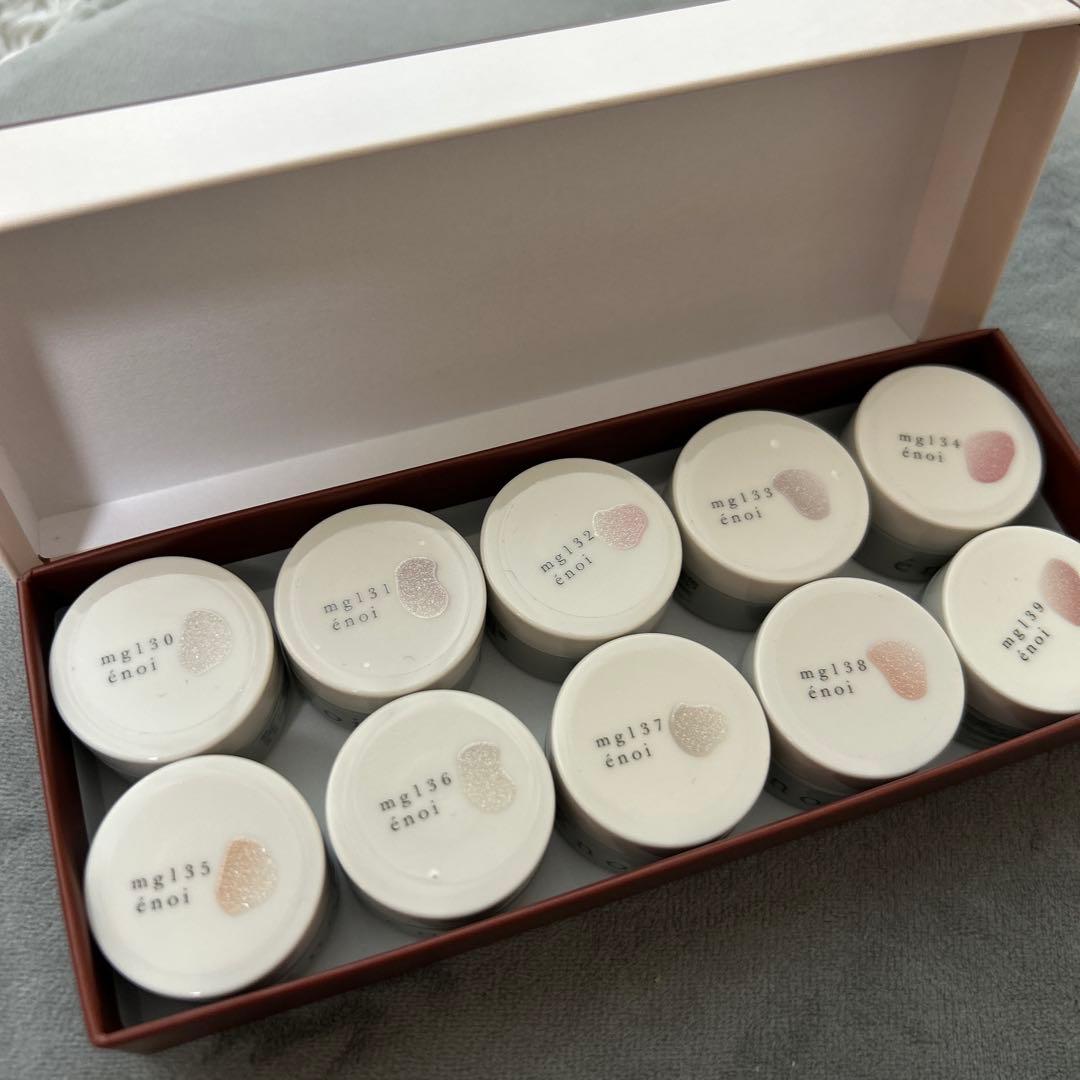 mg130
énoi
mg131
énoi
mg132
énoi
mg133
énoi
mg134
énoi
mg135
énoi
mg136
énoi
mg137
énoi
mg138
énoi
mg139
énoi